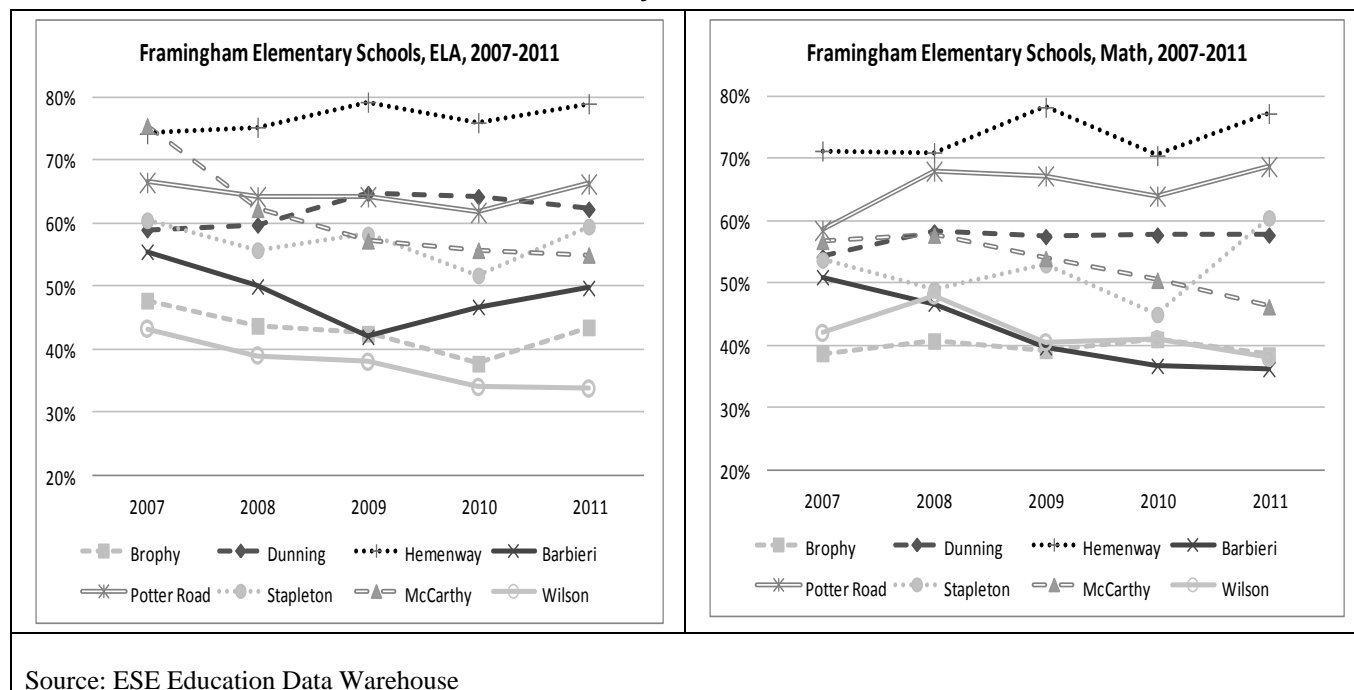 Framingham Elementary Schools, ELA, 2007-2011
80%
70%
60%
50%
40%
30%
20%
2007 2008 2009 2010 2011
Brophy Dunning Hemenway Barbieri
Potter Road Stapleton McCarthy Wilson
Framingham Elementary Schools, Math, 2007-2011
80%
70%
60%
50%
40%
30%
20%
2007 2008 2009 2010 2011
Brophy Dunning Hemenway Barbieri
Potter Road Stapleton McCarthy Wilson
Source: ESE Education Data Warehouse